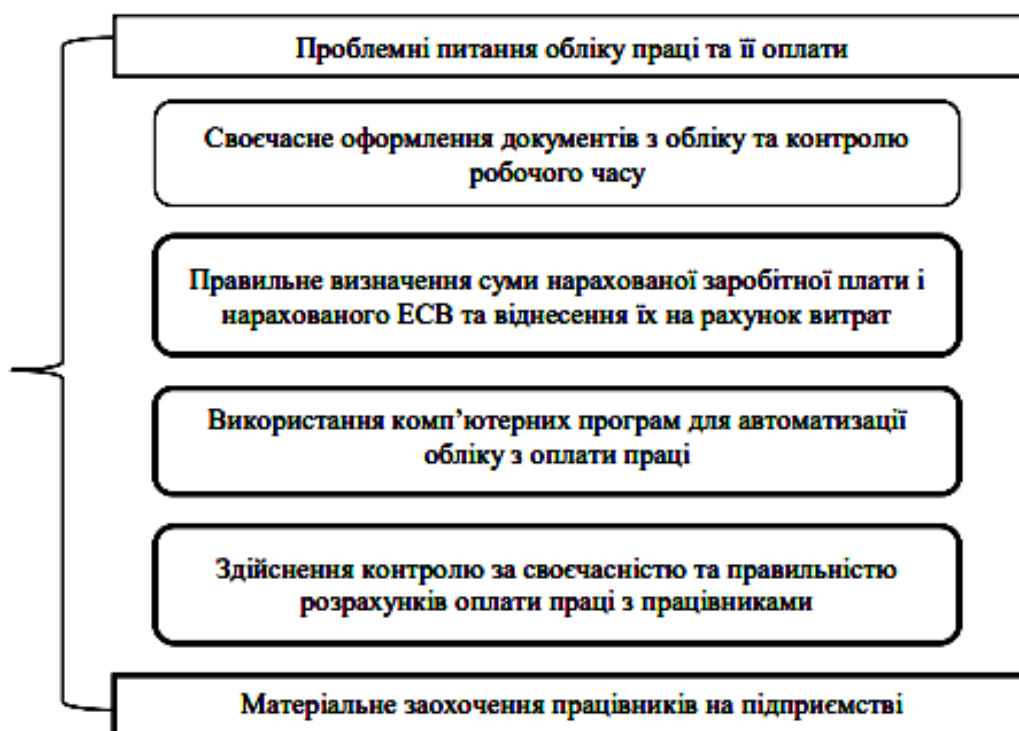 Проблемні питання обліку праці та її оплати
Своєчасне оформлення документів з обліку та контролю
робочого часу
Правильне визначення суми нарахованої заробітної плати і
нарахованого ЕСВ та віднесення їх на рахунок витрат
Використання комп’ютерних програм для автоматизації
обліку з оплати праці
Здійснення контролю за своєчасністю та правильністю
розрахунків оплати праці з працівниками
Матеріальне заохочення працівників на підприємстві